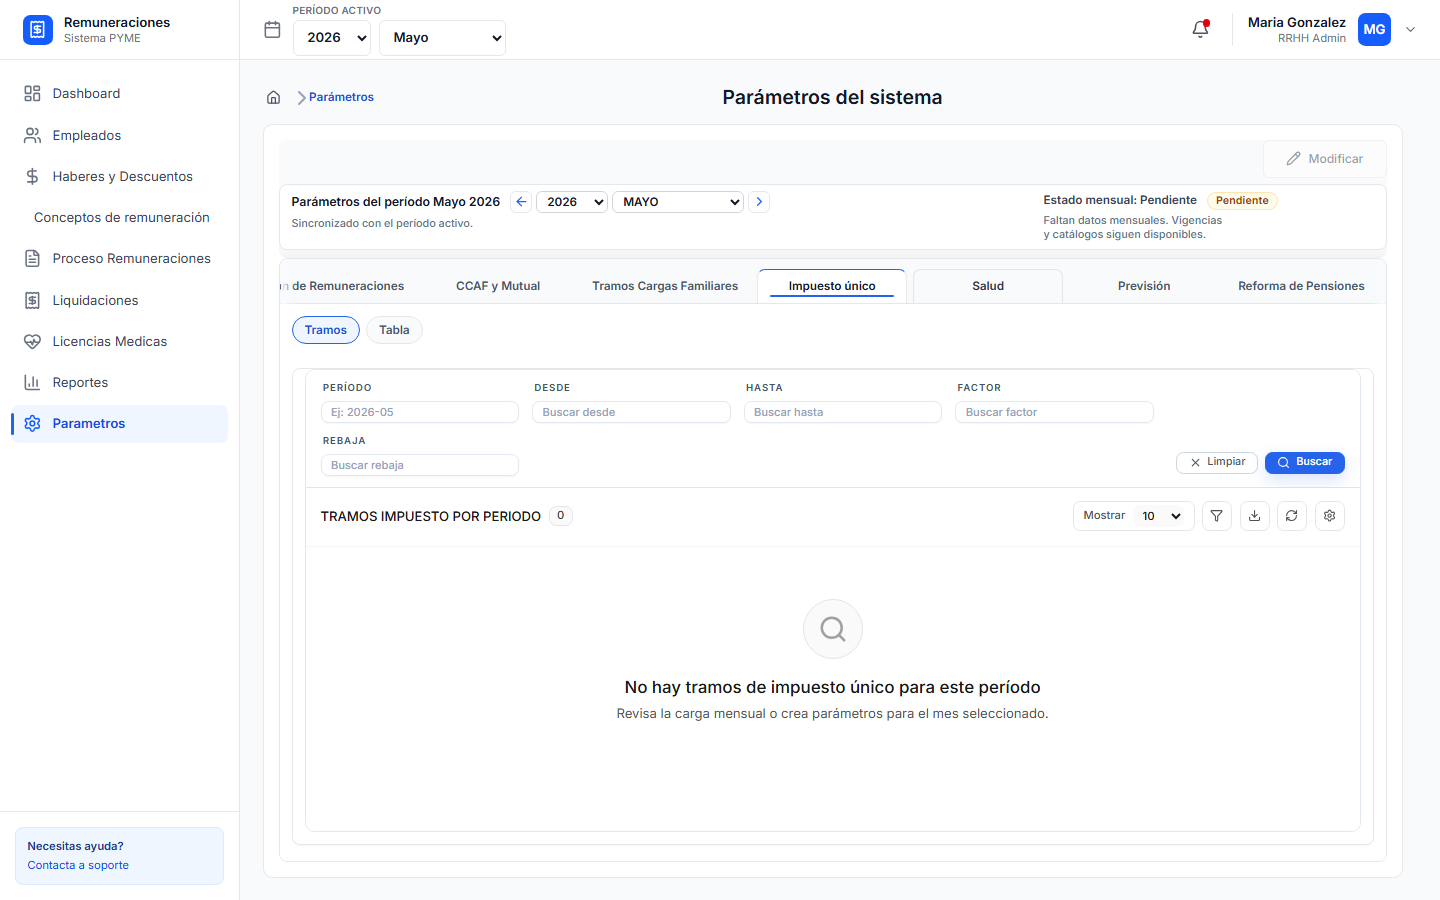 Remuneraciones
Sistema PYME
PERÍODO ACTIVO
2026
Mayo
Maria Gonzalez
RRHH Admin
MG
Dashboard
Empleados
Haberes y Descuentos
Conceptos de remuneración
Proceso Remuneraciones
Liquidaciones
Licencias Medicas
Reportes
Parametros
Necesitas ayuda?
Contacta a soporte
Parámetros
Parámetros del sistema
Modificar
Parámetros del período Mayo 2026
2026
MAYO
Sincronizado con el período activo.
Estado mensual: Pendiente
Pendiente
Faltan datos mensuales. Vigencias
y catálogos siguen disponibles.
de Remuneraciones
CCAF y Mutual
Tramos Cargas Familiares
Impuesto único
Salud
Previsión
Reforma de Pensiones
Tramos
Tabla
PERÍODO
DESDE
HASTA
FACTOR
Ej: 2026-05
Buscar desde
Buscar hasta
Buscar factor
REBAJA
Buscar rebaja
Limpiar
Buscar
TRAMOS IMPUESTO POR PERIODO
0
Mostrar
10
No hay tramos de impuesto único para este período
Revisa la carga mensual o crea parámetros para el mes seleccionado.